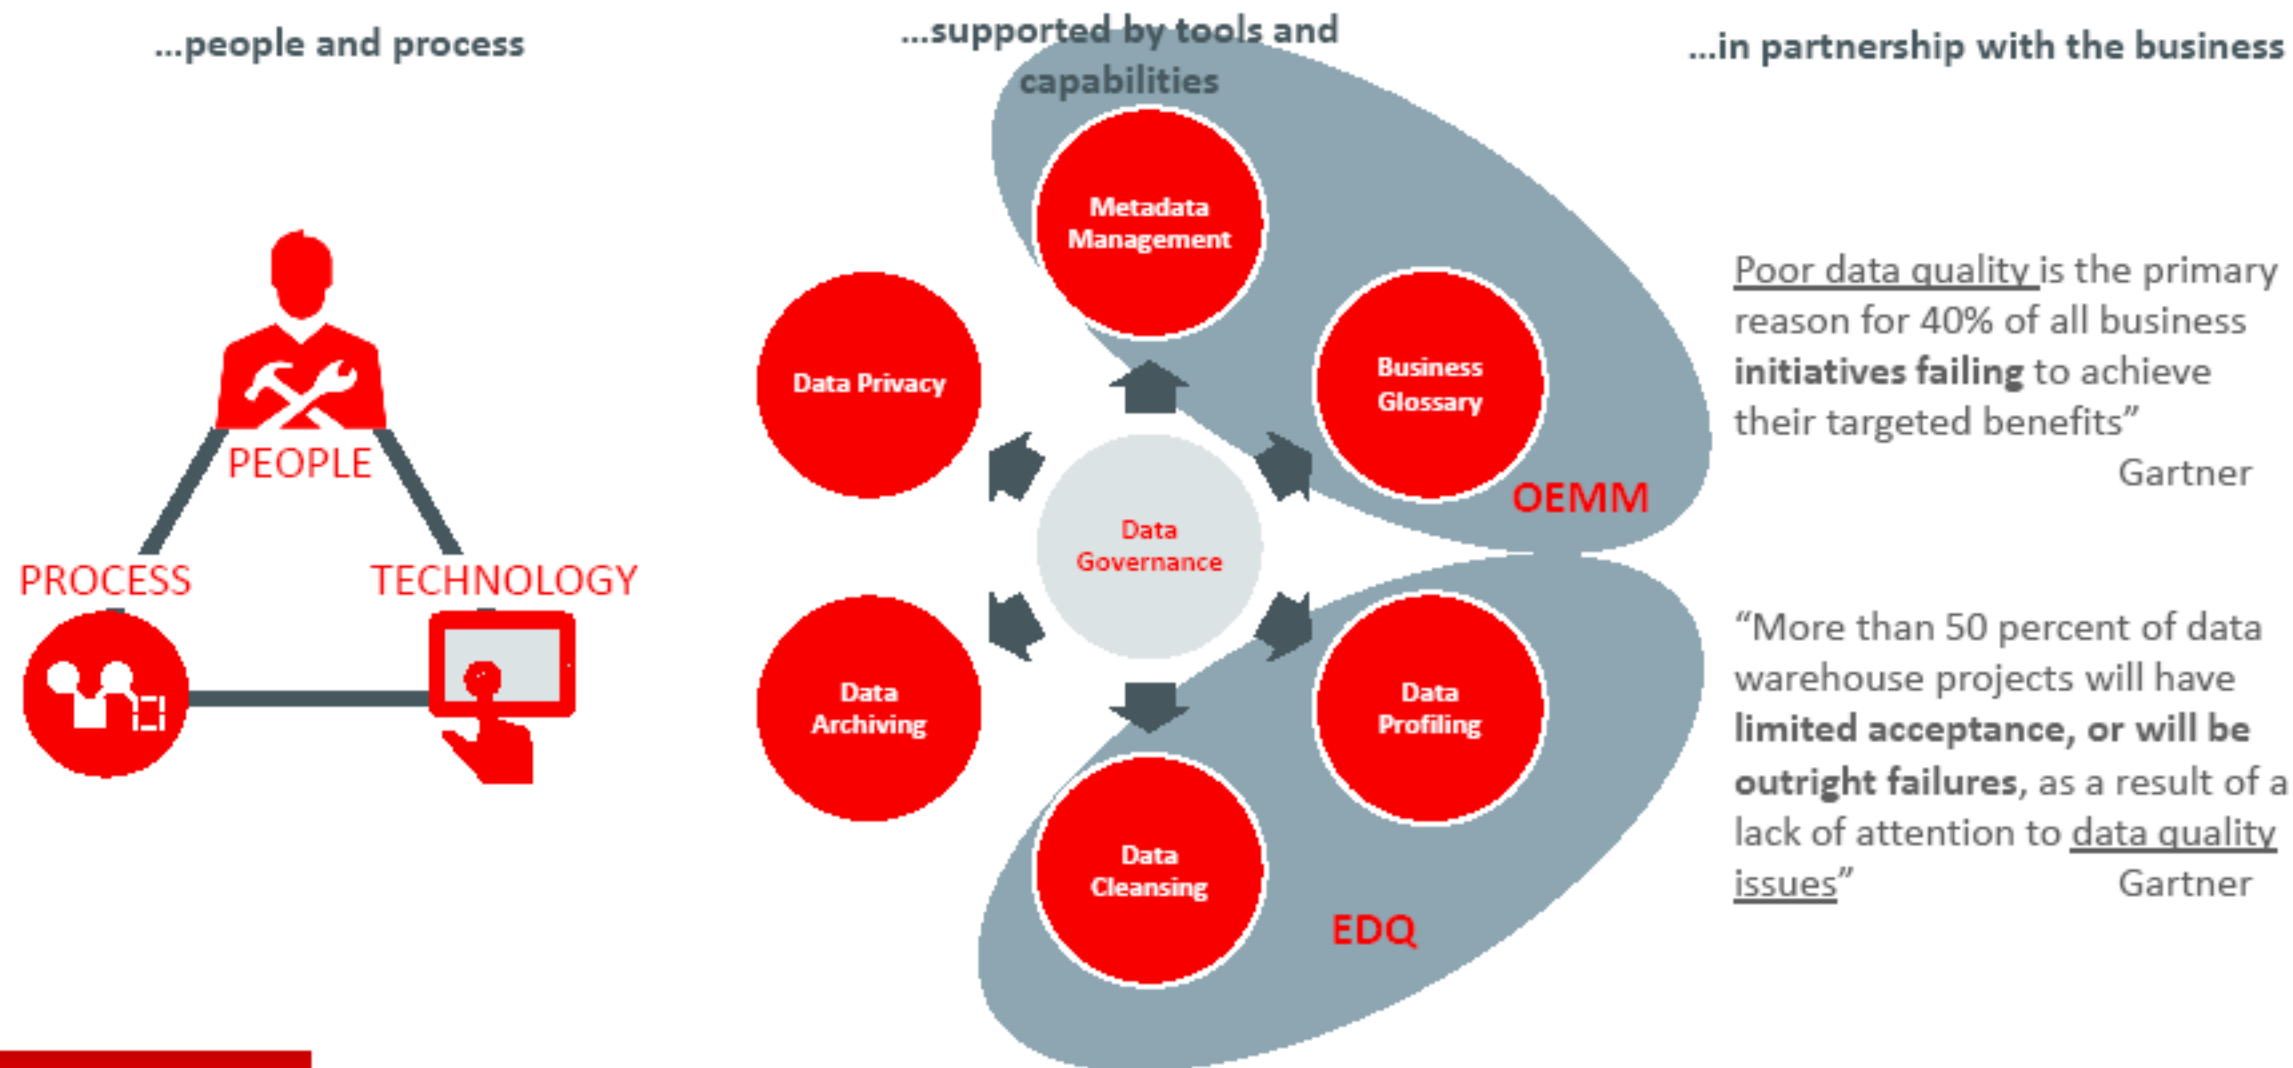 ...people and process
...supported by tools and
capabilities
...in partnership with the business
PEOPLE
PROCESS
TECHNOLOGY
Metadata
Management
Data Privacy
Business
Glossary
OEMM
Data
Governance
Data
Archiving
Data
Profiling
Data
Cleansing
EDQ
Poor data quality is the primary
reason for 40% of all business
initiatives failing to achieve
their targeted benefits”
Gartner
“More than 50 percent of data
warehouse projects will have
limited acceptance, or will be
outright failures, as a result of a
lack of attention to data quality
issues” Gartner